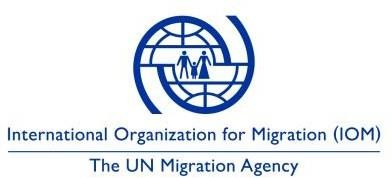 International Organization for Migration (IOM)
The UN Migration Agency